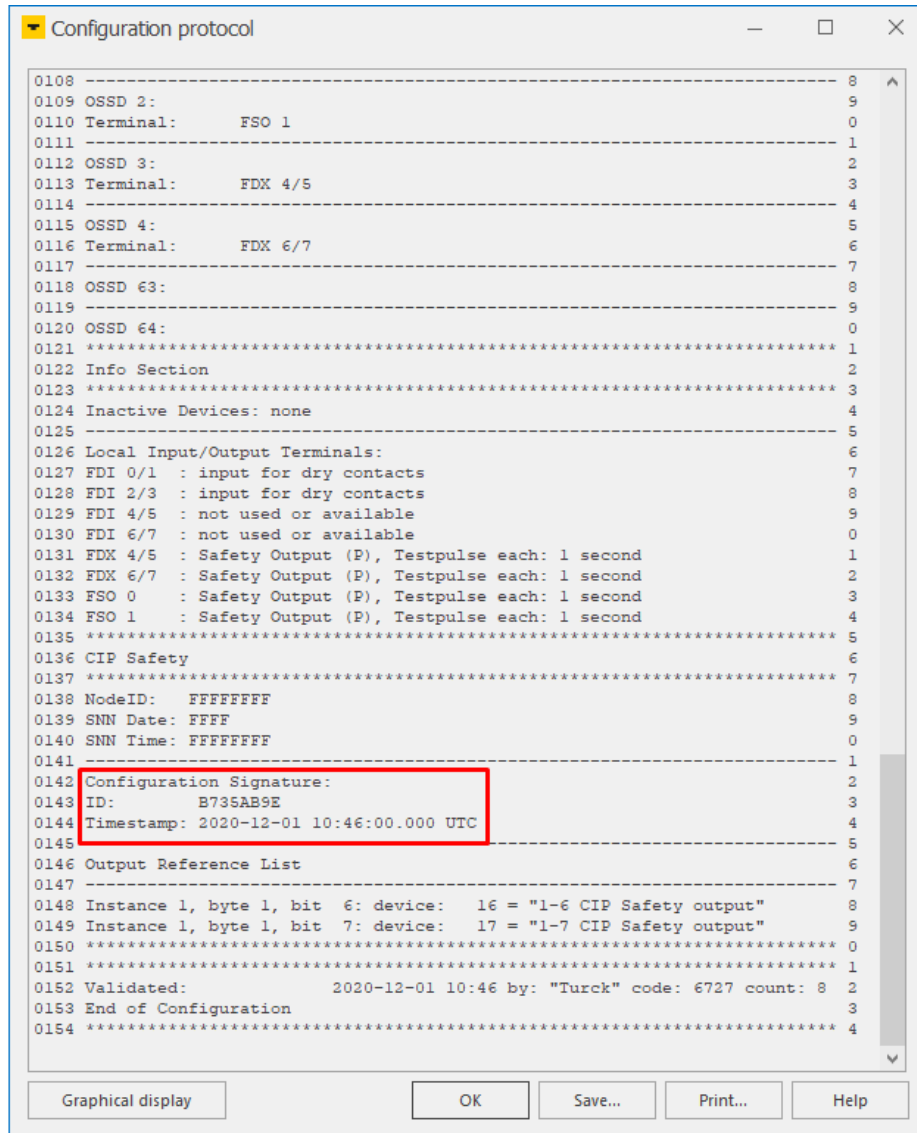 Configuration protocol
0108 ------------------------------------------------------------------------- 8
0109 OSSD 2: 9
0110 Terminal: FSO 1 0
0111 ------------------------------------------------------------------------- 1
0112 OSSD 3: 2
0113 Terminal: FDX 4/5 3
0114 ------------------------------------------------------------------------- 4
0115 OSSD 4: 5
0116 Terminal: FDX 6/7 6
0117 ------------------------------------------------------------------------- 7
0118 OSSD 63: 8
0119 ------------------------------------------------------------------------- 9
0120 OSSD 64: 0
0121 ************************************************************************* 1
0122 Info Section 2
0123 ************************************************************************* 3
0124 Inactive Devices: none 4
0125 ------------------------------------------------------------------------- 5
0126 Local Input/Output Terminals: 6
0127 FDI 0/1 : input for dry contacts 7
0128 FDI 2/3 : input for dry contacts 8
0129 FDI 4/5 : not used or available 9
0130 FDI 6/7 : not used or available 0
0131 FDX 4/5 : Safety Output (P), Testpulse each: 1 second 1
0132 FDX 6/7 : Safety Output (P), Testpulse each: 1 second 2
0133 FSO 0 : Safety Output (P), Testpulse each: 1 second 3
0134 FSO 1 : Safety Output (P), Testpulse each: 1 second 4
0135 ************************************************************************* 5
0136 CIP Safety 6
0137 ************************************************************************* 7
0138 NodeID: FFFFFFFF 8
0139 SNN Date: FFFF 9
0140 SNN Time: FFFFFFFF 0
0141 ------------------------------------------------------------------------- 1
0142 Configuration Signature: 2
0143 ID: B735AB9E 3
0144 Timestamp: 2020-12-01 10:46:00.000 UTC 4
0145 ------------------------------------------------------------------------- 5
0146 Output Reference List 6
0147 ------------------------------------------------------------------------- 7
0148 Instance 1, byte 1, bit 6: device: 16 = "1-6 CIP Safety output" 8
0149 Instance 1, byte 1, bit 7: device: 17 = "1-7 CIP Safety output" 9
0150 ************************************************************************* 0
0151 ************************************************************************* 1
0152 Validated: 2020-12-01 10:46 by: "Turck" code: 6727 count: 8 2
0153 End of Configuration 3
0154 ************************************************************************* 4
Graphical display OK Save... Print... Help